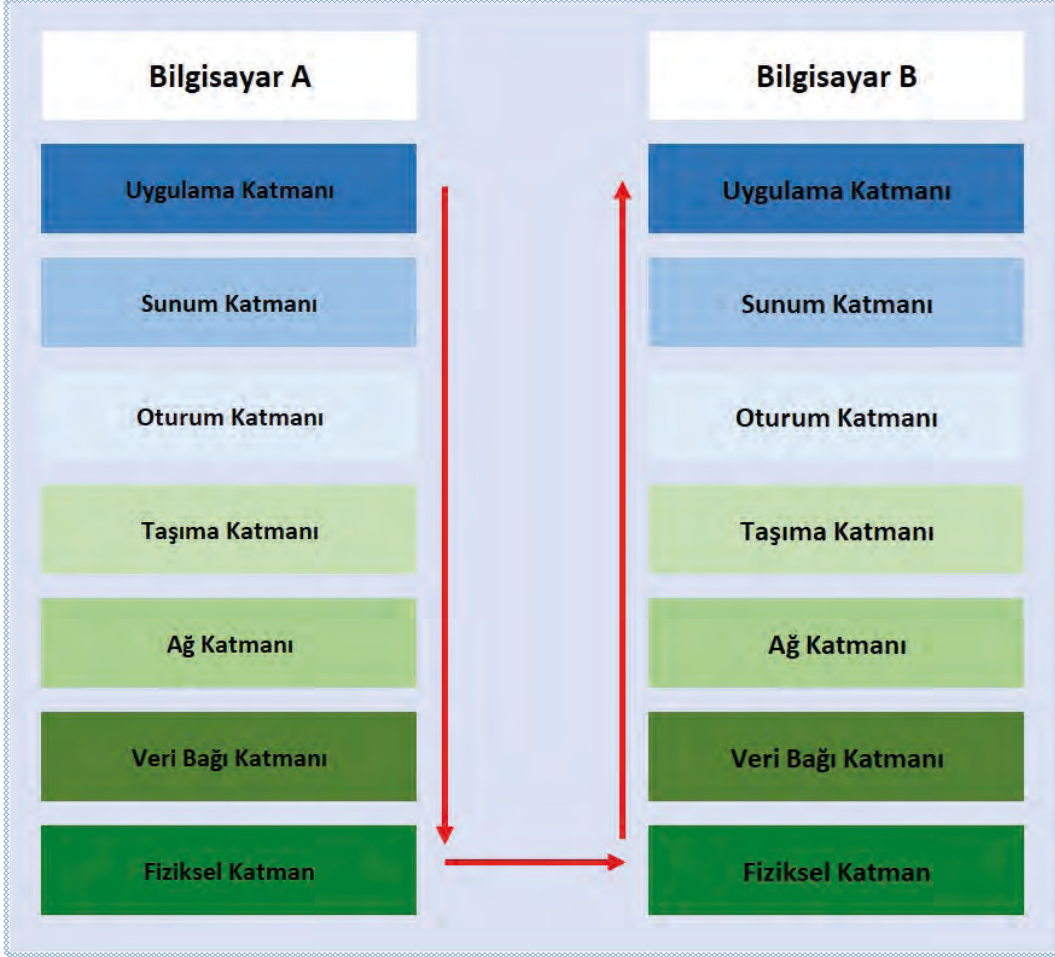 Bilgisayar A
Uygulama Katmanı
Sunum Katmanı
Oturum Katmanı
Taşıma Katmanı
Ağ Katmanı
Veri Bağı Katmanı
Fiziksel Katman
Bilgisayar B
Uygulama Katmanı
Sunum Katmanı
Oturum Katmanı
Taşıma Katmanı
Ağ Katmanı
Veri Bağı Katmanı
Fiziksel Katman